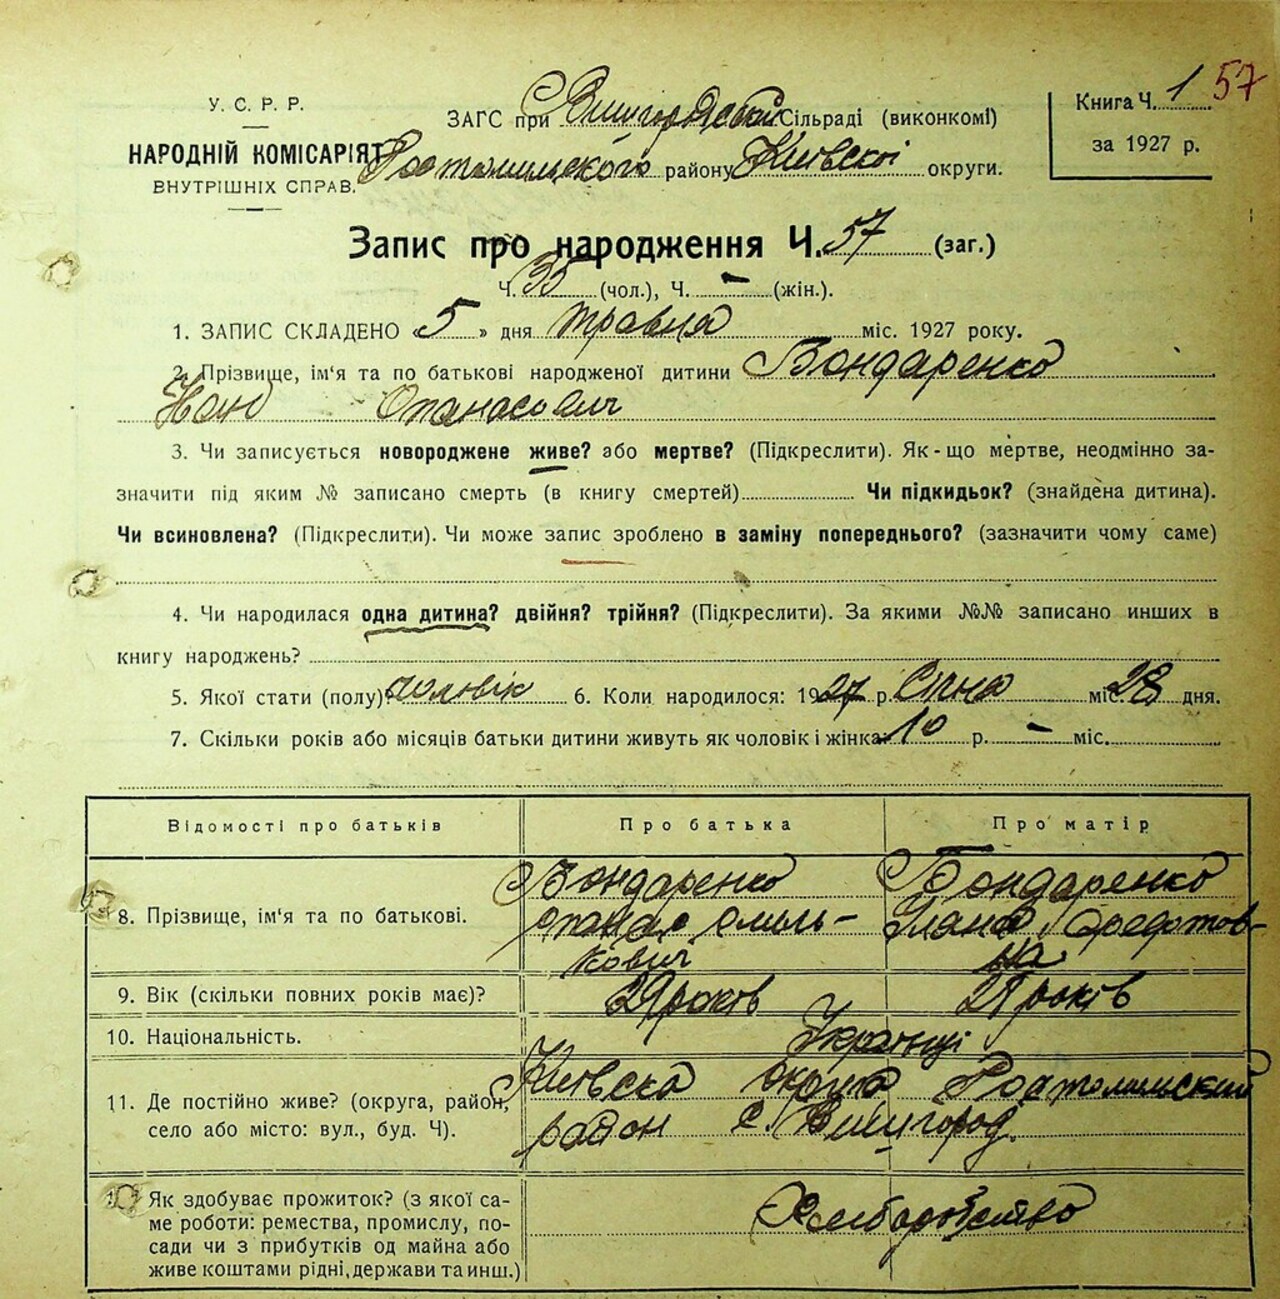 57
У. С. Р. Р.
НАРОДНІЙ КОМІСАРІЯТ
ВНУТРІШНІХ СПРАВ.
ЗАГС при Вишгородській Сільраді (виконкомі)
району Київської округи.
Книга Ч. 1
за 1927 р.
Запис про народження Ч. 57 (заг.)
Ч. 35 (чол.), Ч. - (жін.).
1. ЗАПИС СКЛАДЕНО «5» дня травня міс. 1927 року.
2. Прізвище, ім'я та по батькові народженої дитини Бондаренко
Опанасович
3. Чи записується новороджене живе? або мертве? (Підкреслити). Як-що мертве, неодмінно за-
значити під яким № записано смерть (в книгу смертей) Чи підкидьок? (знайдена дитина).
Чи всиновлена? (Підкреслити). Чи може запис зроблено в заміну попереднього? (зазначити чому саме)
4. Чи народилася одна дитина? двійня? трійня? (Підкреслити). За якими №№ записано инших в
книгу народжень?
5. Якої стати (полу)? чоловік 6. Коли народилося: 1927 р. Січня міс. 28 дня.
7. Скільки років або місяців батьки дитини живуть як чоловік і жінка 10 р. - міс.
Відомості про батьків Про батька Про матір
8. Прізвище, ім'я та по батькові.
Бондаренко
Опанас Омель-
кович
Бондаренко
на
9. Вік (скільки повних років має)? 29 років 28 років
10. Національність. Українці
11. Де постійно живе? (округа, район,
село або місто: вул., буд. Ч).
Київска округа
район с. Вишгород
12. Як здобуває прожиток? (з якої са-
ме роботи: ремества, промислу, по-
сади чи з прибутків од майна або
живе коштами рідні, держави та инш.)
Хліборобство